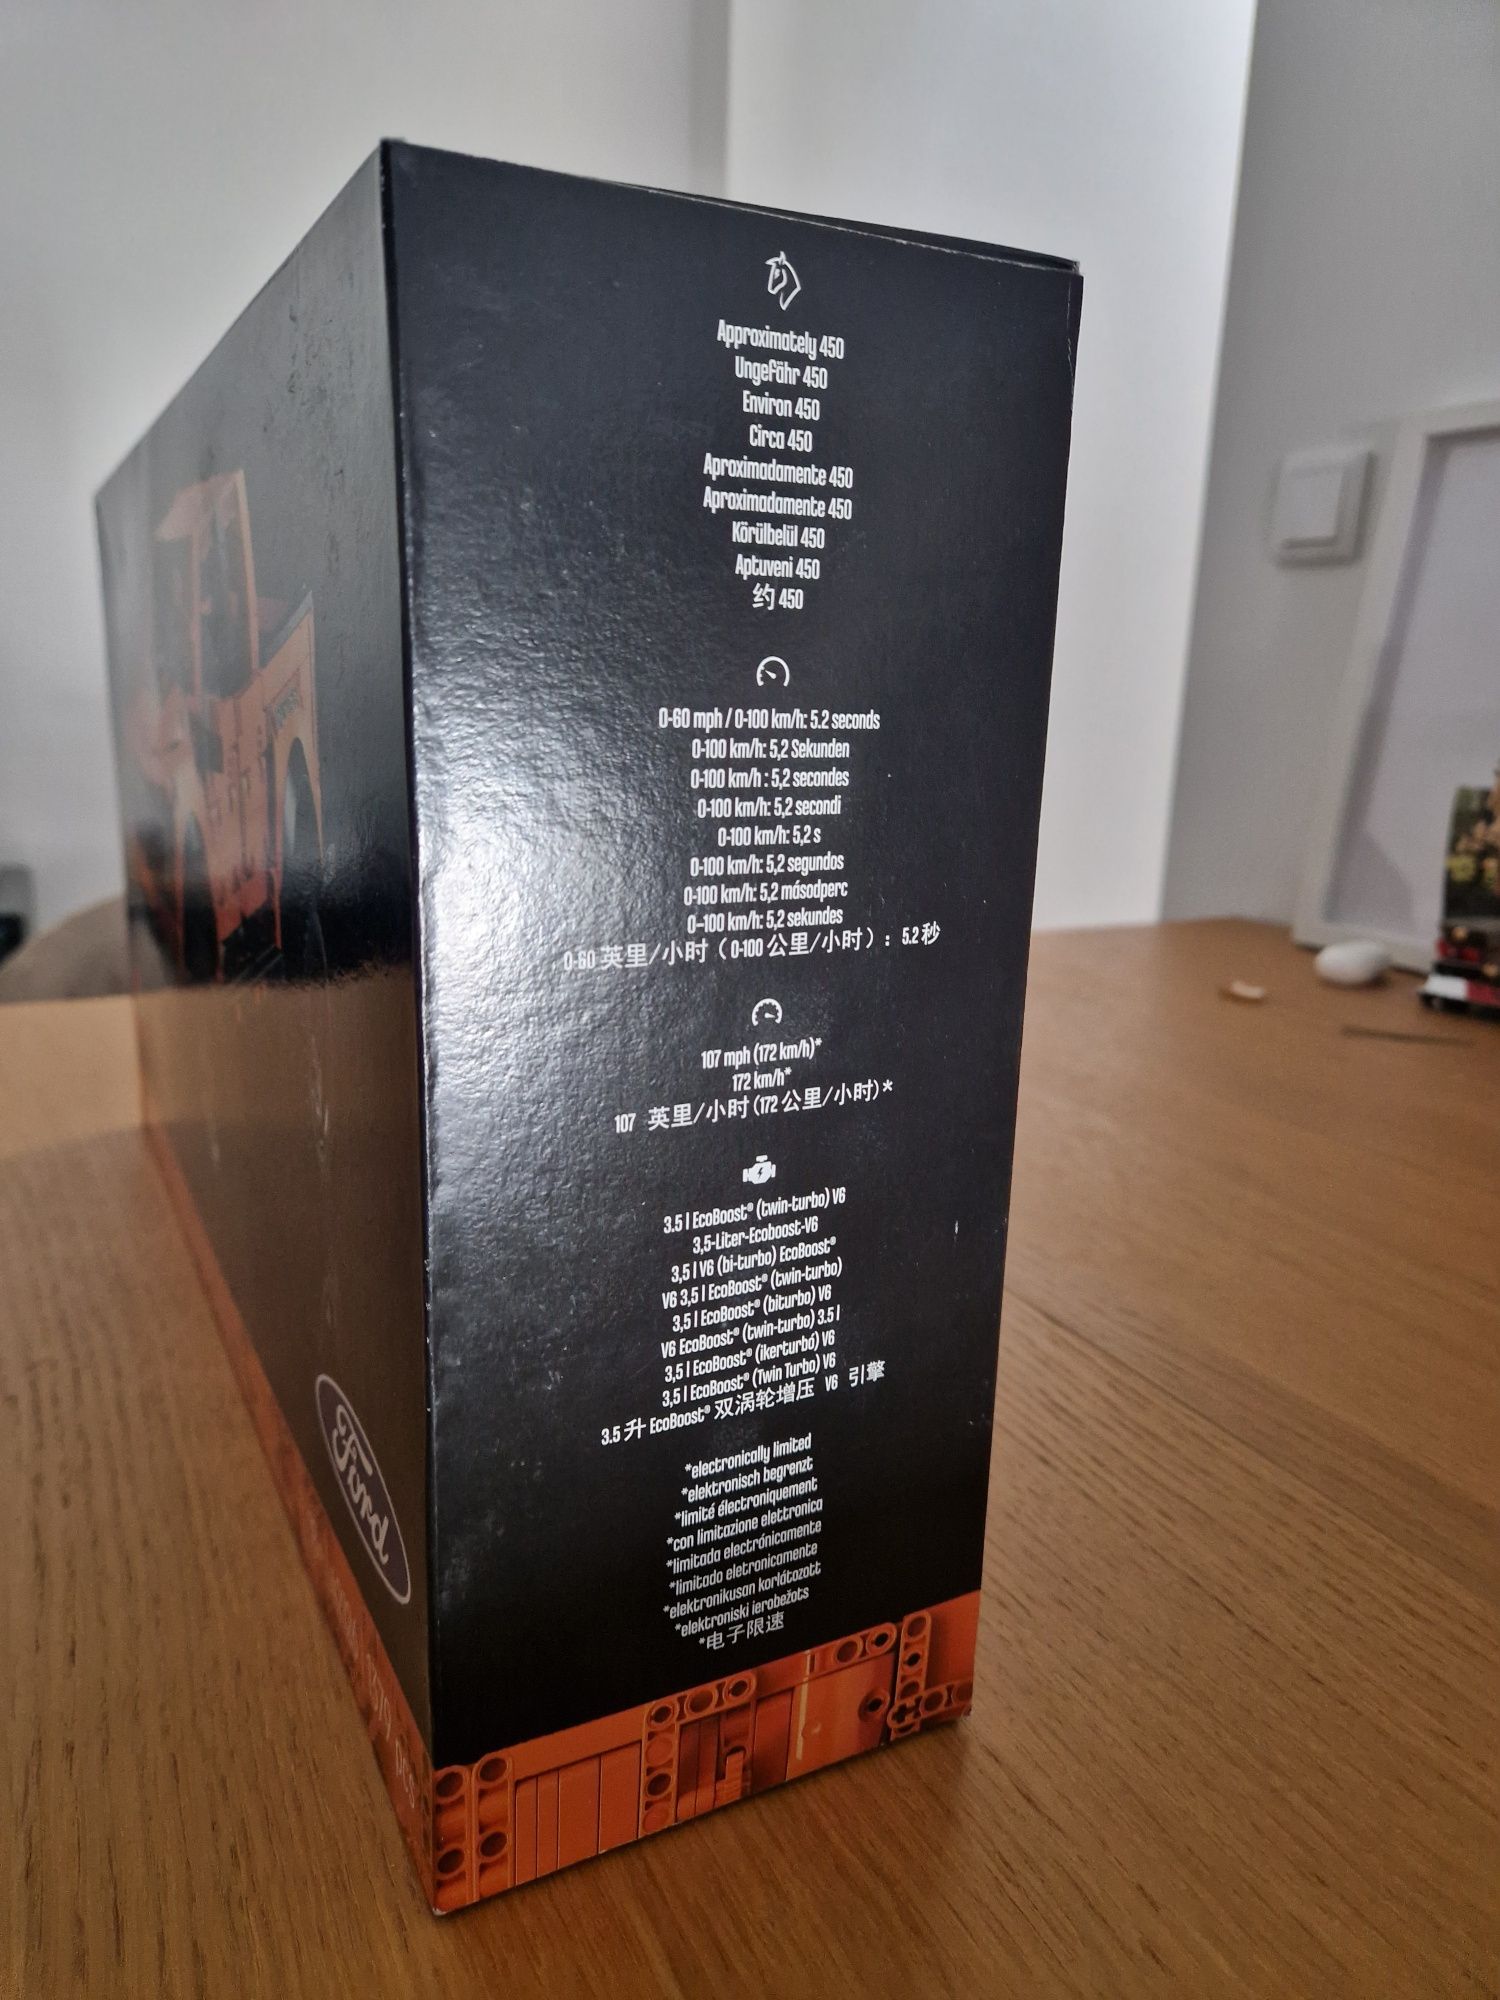 Approximately 450
Ungefähr 450
Environ 450
Circa 450
Aproximadamente 450
Aproximadamente 450
Körülbelül 450
Aptuveni 450
约 450
0-60 mph / 0-100 km/h: 5.2 seconds
0-100 km/h: 5,2 Sekunden
0-100 km/h : 5,2 secondes
0-100 km/h: 5,2 secondi
0-100 km/h: 5,2 s
0-100 km/h: 5,2 segundos
0-100 km/h: 5,2 másodperc
0–100 km/h: 5,2 sekundes
0-60 英里/小时（0-100 公里/小时）：5.2 秒
107 mph (172 km/h)*
172 km/h*
107 英里/小时 (172 公里/小时)*
3.5 l EcoBoost® (twin-turbo) V6
3,5-Liter-Ecoboost-V6
3,5 l V6 (bi-turbo) EcoBoost®
V6 3,5 l EcoBoost® (twin-turbo)
3,5 l EcoBoost® (biturbo) V6
V6 EcoBoost® (twin-turbo) 3.5 l
3,5 l EcoBoost® (ikerturbó) V6
3,5 l EcoBoost® (Twin Turbo) V6
3.5 升 EcoBoost® 双涡轮增压 V6 引擎
*electronically limited
*elektronisch begrenzt
*limité électroniquement
*con limitazione elettronica
*limitada electrónicamente
*limitado eletronicamente
*elektronikusan korlátozott
*elektroniski ierobežots
*电子限速
Ford
pcs